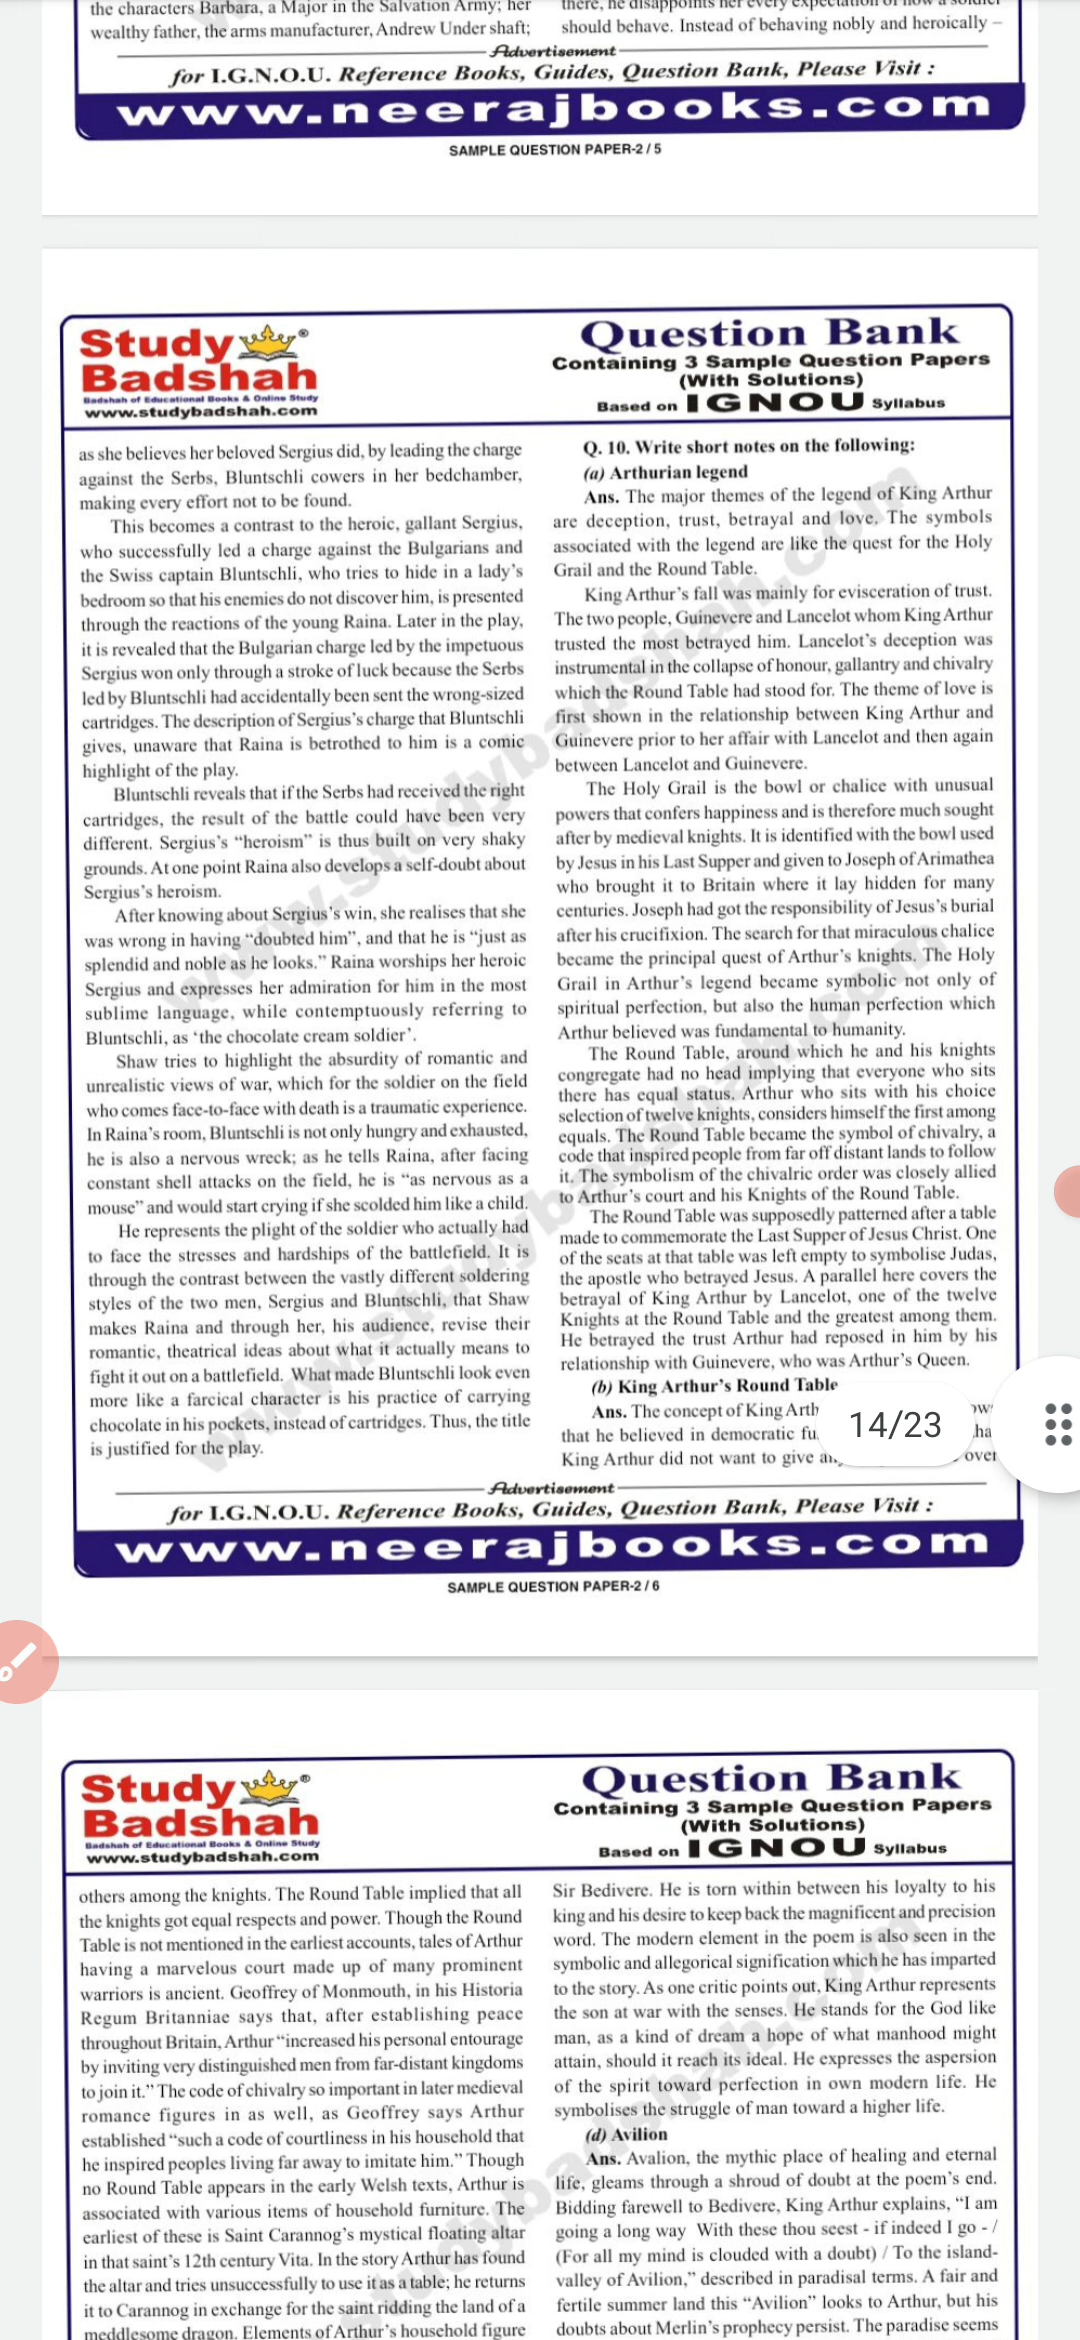 the characters Barbara, a Major in the Salvation Army; her
wealthy father, the arms manufacturer, Andrew Under shaft;
there, he disappoints her every expectation of how a soldier
should behave. Instead of behaving nobly and heroically –
Advertisement
for I.G.N.O.U. Reference Books, Guides, Question Bank, Please Visit :
www.neerajbooks.com
SAMPLE QUESTION PAPER-2 / 5
Study
Badshah
Badshah of Educational Books & Online Study
www.studybadshah.com
Question Bank
Containing 3 Sample Question Papers
(With Solutions)
Based on IGNOU Syllabus
as she believes her beloved Sergius did, by leading the charge
against the Serbs, Bluntschli cowers in her bedchamber,
making every effort not to be found.
This becomes a contrast to the heroic, gallant Sergius,
who successfully led a charge against the Bulgarians and
the Swiss captain Bluntschli, who tries to hide in a lady's
bedroom so that his enemies do not discover him, is presented
through the reactions of the young Raina. Later in the play,
it is revealed that the Bulgarian charge led by the impetuous
Sergius won only through a stroke of luck because the Serbs
led by Bluntschli had accidentally been sent the wrong-sized
cartridges. The description of Sergius's charge that Bluntschli
gives, unaware that Raina is betrothed to him is a comic
highlight of the play.
Bluntschli reveals that if the Serbs had received the right
cartridges, the result of the battle could have been very
different. Sergius's "heroism" is thus built on very shaky
grounds. At one point Raina also develops a self-doubt about
Sergius's heroism.
After knowing about Sergius's win, she realises that she
was wrong in having "doubted him", and that he is "just as
splendid and noble as he looks." Raina worships her heroic
Sergius and expresses her admiration for him in the most
sublime language, while contemptuously referring to
Bluntschli, as 'the chocolate cream soldier'.
Shaw tries to highlight the absurdity of romantic and
unrealistic views of war, which for the soldier on the field
who comes face-to-face with death is a traumatic experience.
In Raina's room, Bluntschli is not only hungry and exhausted,
he is also a nervous wreck; as he tells Raina, after facing
constant shell attacks on the field, he is "as nervous as a
mouse" and would start crying if she scolded him like a child.
He represents the plight of the soldier who actually had
to face the stresses and hardships of the battlefield. It is
through the contrast between the vastly different soldering
styles of the two men, Sergius and Bluntschli, that Shaw
makes Raina and through her, his audience, revise their
romantic, theatrical ideas about what it actually means to
fight it out on a battlefield. What made Bluntschli look even
more like a farcical character is his practice of carrying
chocolate in his pockets, instead of cartridges. Thus, the title
is justified for the play.
Q. 10. Write short notes on the following:
(a) Arthurian legend
Ans. The major themes of the legend of King Arthur
are deception, trust, betrayal and love. The symbols
associated with the legend are like the quest for the Holy
Grail and the Round Table.
King Arthur's fall was mainly for evisceration of trust.
The two people, Guinevere and Lancelot whom King Arthur
trusted the most betrayed him. Lancelot's deception was
instrumental in the collapse of honour, gallantry and chivalry
which the Round Table had stood for. The theme of love is
first shown in the relationship between King Arthur and
Guinevere prior to her affair with Lancelot and then again
between Lancelot and Guinevere.
The Holy Grail is the bowl or chalice with unusual
powers that confers happiness and is therefore much sought
after by medieval knights. It is identified with the bowl used
by Jesus in his Last Supper and given to Joseph of Arimathea
who brought it to Britain where it lay hidden for many
centuries. Joseph had got the responsibility of Jesus's burial
after his crucifixion. The search for that miraculous chalice
became the principal quest of Arthur's knights. The Holy
Grail in Arthur's legend became symbolic not only of
spiritual perfection, but also the human perfection which
Arthur believed was fundamental to humanity.
The Round Table, around which he and his knights
congregate had no head implying that everyone who sits
there has equal status. Arthur who sits with his choice
selection of twelve knights, considers himself the first among
equals. The Round Table became the symbol of chivalry, a
code that inspired people from far off distant lands to follow
it. The symbolism of the chivalric order was closely allied
to Arthur's court and his Knights of the Round Table.
The Round Table was supposedly patterned after a table
made to commemorate the Last Supper of Jesus Christ. One
of the seats at that table was left empty to symbolise Judas,
the apostle who betrayed Jesus. A parallel here covers the
betrayal of King Arthur by Lancelot, one of the twelve
Knights at the Round Table and the greatest among them.
He betrayed the trust Arthur had reposed in him by his
relationship with Guinevere, who was Arthur's Queen.
(b) King Arthur's Round Table
Ans. The concept of King Arth
that he believed in democratic fu
King Arthur did not want to give over
14/23
Advertisement
for I.G.N.O.U. Reference Books, Guides, Question Bank, Please Visit :
www.neerajbooks.com
SAMPLE QUESTION PAPER-2 / 6
Study
Badshah
Badshah of Educational Books & Online Study
www.studybadshah.com
Question Bank
Containing 3 Sample Question Papers
(With Solutions)
Based on IGNOU Syllabus
others among the knights. The Round Table implied that all
the knights got equal respects and power. Though the Round
Table is not mentioned in the earliest accounts, tales of Arthur
having a marvelous court made up of many prominent
warriors is ancient. Geoffrey of Monmouth, in his Historia
Regum Britanniae says that, after establishing peace
throughout Britain, Arthur "increased his personal entourage
by inviting very distinguished men from far-distant kingdoms
to join it." The code of chivalry so important in later medieval
romance figures in as well, as Geoffrey says Arthur
established "such a code of courtliness in his household that
he inspired peoples living far away to imitate him." Though
no Round Table appears in the early Welsh texts, Arthur is
associated with various items of household furniture. The
earliest of these is Saint Carannog's mystical floating altar
in that saint's 12th century Vita. In the story Arthur has found
the altar and tries unsuccessfully to use it as a table; he returns
it to Carannog in exchange for the saint ridding the land of a
meddlesome dragon. Elements of Arthur's household figure
Sir Bedivere. He is torn within between his loyalty to his
king and his desire to keep back the magnificent and precision
word. The modern element in the poem is also seen in the
symbolic and allegorical signification which he has imparted
to the story. As one critic points out, King Arthur represents
the son at war with the senses. He stands for the God like
man, as a kind of dream a hope of what manhood might
attain, should it reach its ideal. He expresses the aspersion
of the spirit toward perfection in own modern life. He
symbolises the struggle of man toward a higher life.
(d) Avilion
Ans. Avalion, the mythic place of healing and eternal
life, gleams through a shroud of doubt at the poem's end.
Bidding farewell to Bedivere, King Arthur explains, "I am
going a long way With these thou seest - if indeed I go - /
(For all my mind is clouded with a doubt) / To the island-
valley of Avilion," described in paradisal terms. A fair and
fertile summer land this "Avilion" looks to Arthur, but his
doubts about Merlin's prophecy persist. The paradise seems